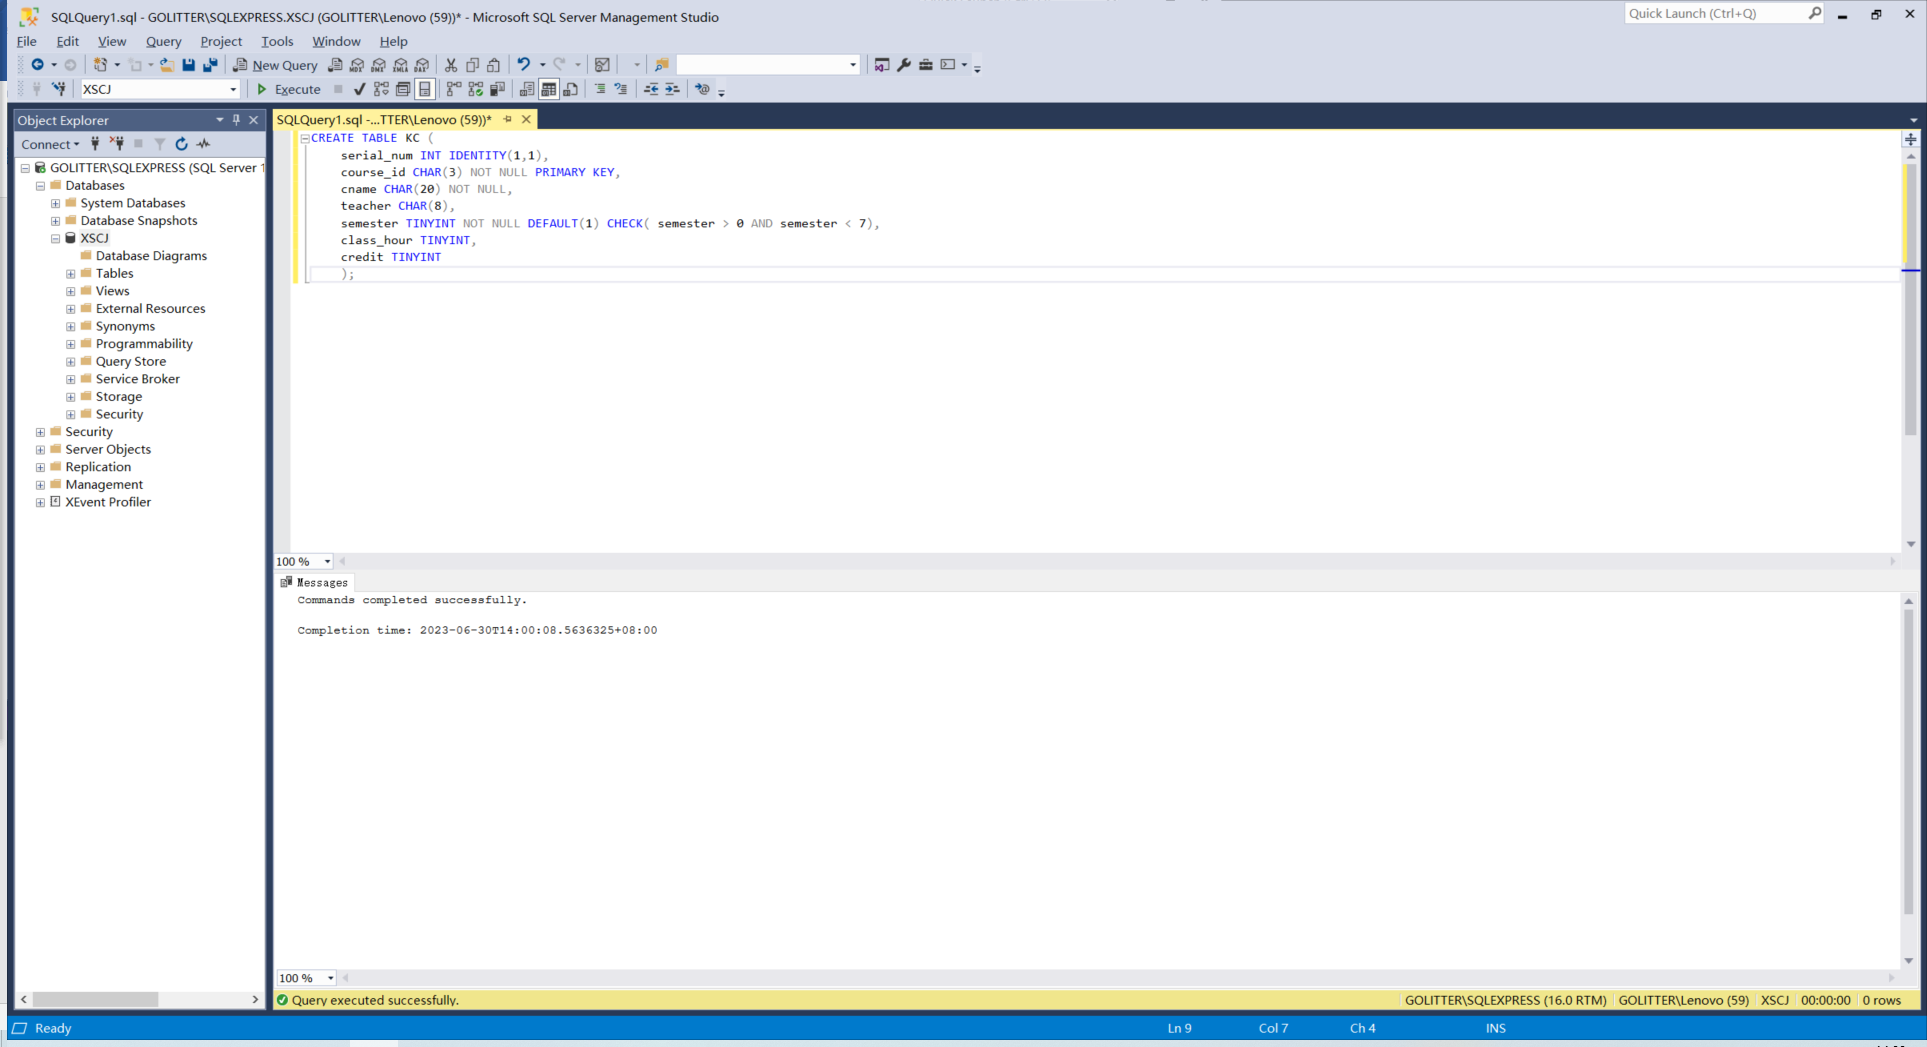 SQLQuery1.sql - GOLITTER\SQLEXPRESS.XSCJ (GOLITTER\Lenovo (59))* - Microsoft SQL Server Management Studio
Quick Launch (Ctrl+Q)
File Edit View Query Project Tools Window Help
New Query MDX DMX XMLA DAX
XSCJ Execute
Object Explorer
SQLQuery1.sql -...TTER\Lenovo (59))*
Connect
GOLITTER\SQLEXPRESS (SQL Server 1
Databases
System Databases
Database Snapshots
XSCJ
Database Diagrams
Tables
Views
External Resources
Synonyms
Programmability
Query Store
Service Broker
Storage
Security
Security
Server Objects
Replication
Management
XEvent Profiler
CREATE TABLE KC (
serial_num INT IDENTITY(1,1),
course_id CHAR(3) NOT NULL PRIMARY KEY,
cname CHAR(20) NOT NULL,
teacher CHAR(8),
semester TINYINT NOT NULL DEFAULT(1) CHECK( semester > 0 AND semester < 7),
class_hour TINYINT,
credit TINYINT
);
100 %
Messages
Commands completed successfully.
Completion time: 2023-06-30T14:00:08.5636325+08:00
100 %
Query executed successfully.
GOLITTER\SQLEXPRESS (16.0 RTM) GOLITTER\Lenovo (59) XSCJ 00:00:00 0 rows
Ready Ln 9 Col 7 Ch 4 INS